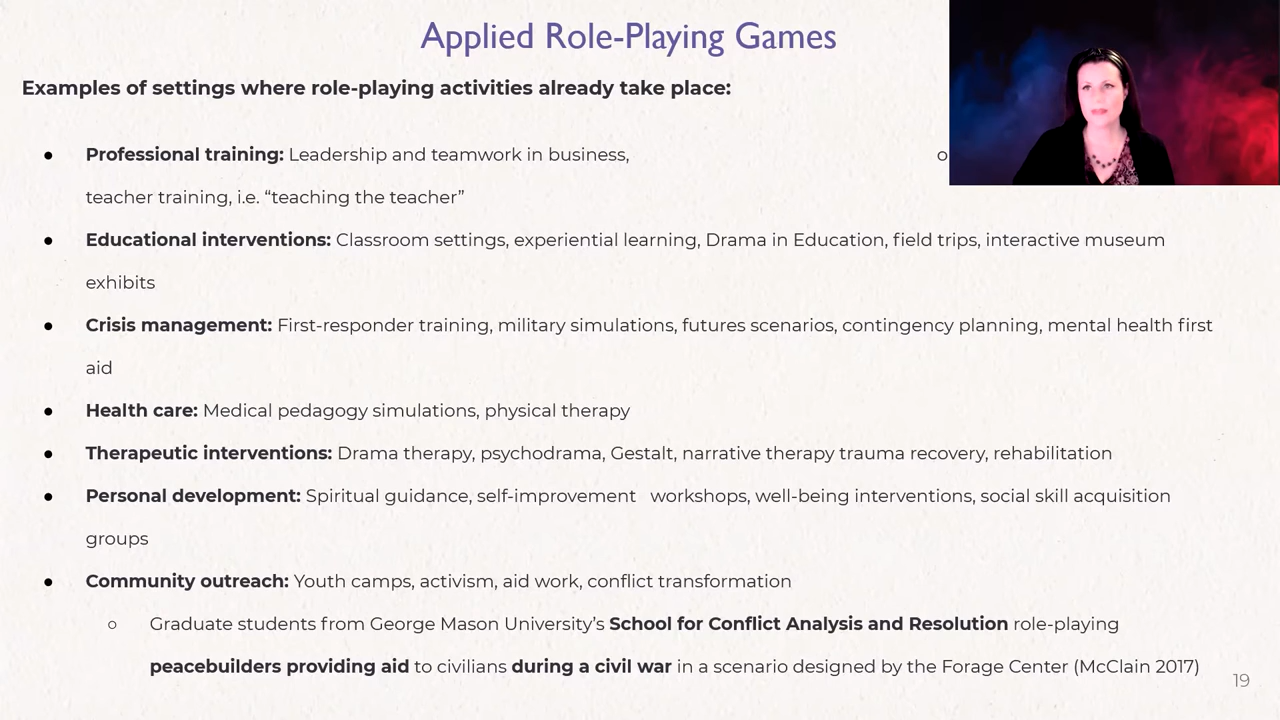 Applied Role-Playing Games
Examples of settings where role-playing activities already take place:
● Professional training: Leadership and teamwork in business,
teacher training, i.e. “teaching the teacher”
● Educational interventions: Classroom settings, experiential learning, Drama in Education, field trips, interactive museum
exhibits
● Crisis management: First-responder training, military simulations, futures scenarios, contingency planning, mental health first
aid
● Health care: Medical pedagogy simulations, physical therapy
● Therapeutic interventions: Drama therapy, psychodrama, Gestalt, narrative therapy trauma recovery, rehabilitation
● Personal development: Spiritual guidance, self-improvement workshops, well-being interventions, social skill acquisition
groups
● Community outreach: Youth camps, activism, aid work, conflict transformation
○ Graduate students from George Mason University’s School for Conflict Analysis and Resolution role-playing
peacebuilders providing aid to civilians during a civil war in a scenario designed by the Forage Center (McClain 2017)
19